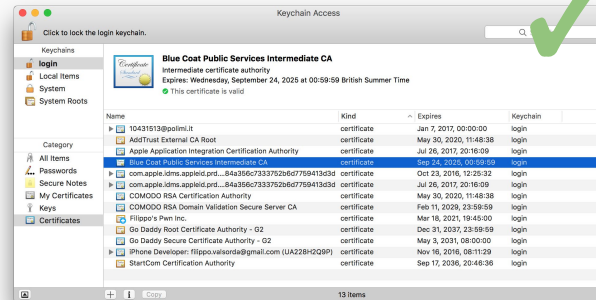 Keychain Access
Click to lock the login keychain.
Keychains
login
Local Items
System
System Roots
Category
All Items
Passwords
Secure Notes
My Certificates
Keys
Certificates
Certificate
Blue Coat Public Services Intermediate CA
Intermediate certificate authority
Expires: Wednesday, September 24, 2025 at 00:59:59 British Summer Time
This certificate is valid
Name Kind Expires Keychain
10431513@polimi.it certificate Jan 7, 2017, 00:00:00 login
AddTrust External CA Root certificate May 30, 2020, 11:48:38 login
Apple Application Integration Certification Authority certificate Jul 26, 2017, 20:16:09 login
Blue Coat Public Services Intermediate CA certificate Sep 24, 2025, 00:59:59 login
com.apple.idms.appleid.prd....84a356c7333752b6d7759413d3d certificate Oct 23, 2016, 12:25:32 login
com.apple.idms.appleid.prd....84a356c7333752b6d7759413d3d certificate Jul 26, 2017, 20:16:09 login
COMODO RSA Certification Authority certificate May 30, 2020, 11:48:38 login
COMODO RSA Domain Validation Secure Server CA certificate Feb 11, 2029, 23:59:59 login
Filippo's Pwn Inc. certificate Mar 18, 2021, 19:45:00 login
Go Daddy Root Certificate Authority - G2 certificate Dec 31, 2037, 23:59:59 login
Go Daddy Secure Certificate Authority - G2 certificate May 3, 2031, 08:00:00 login
iPhone Developer: filippo.valsorda@gmail.com (UA228H2Q9P) certificate Nov 16, 2016, 08:11:29 login
StartCom Certification Authority certificate Sep 17, 2036, 20:46:36 login
Copy
13 items